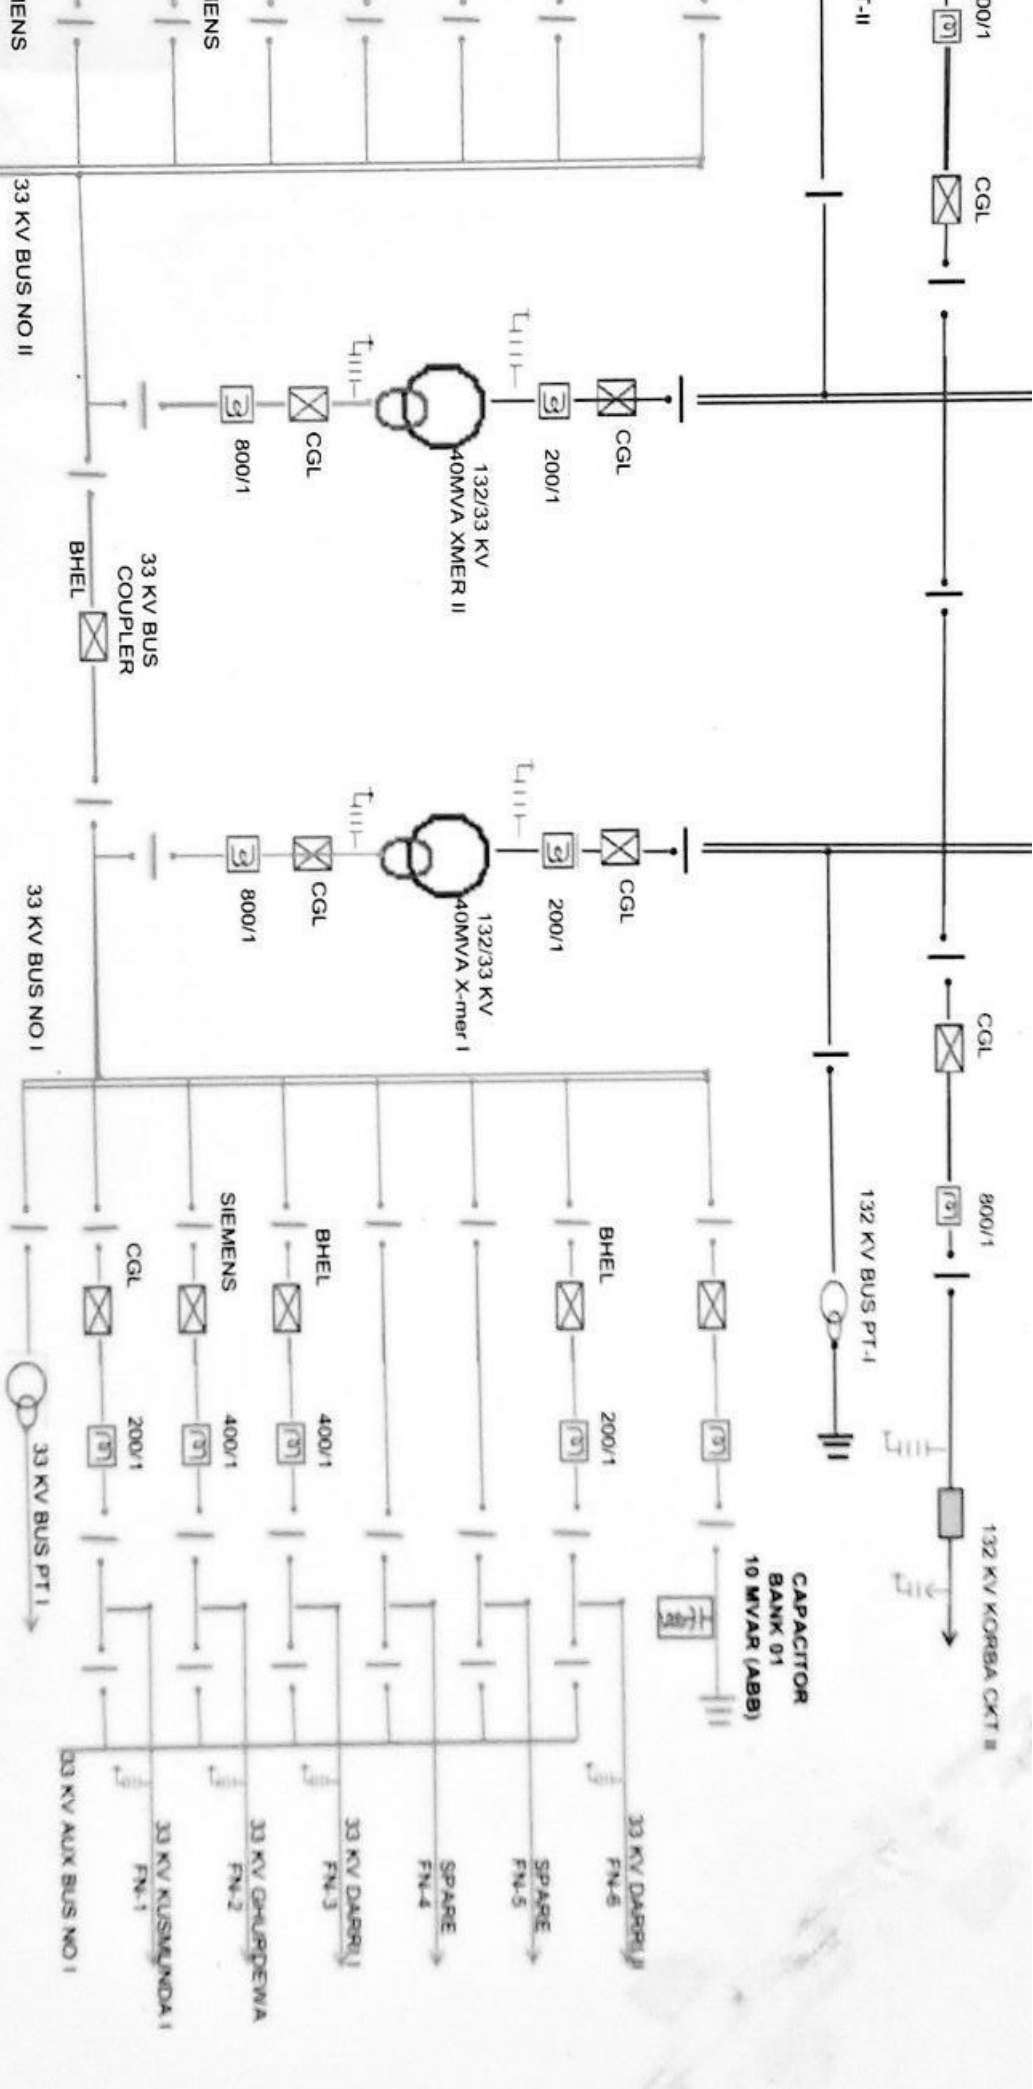 00/1
CGL
CGL
800/1
132 KV KORBA CKT II
T-II
132 KV BUS PT-I
CAPACITOR
BANK 01
10 MVAR (ABB)
CGL
200/1
CGL
200/1
132/33 KV
40MVA XMER II
132/33 KV
40MVA X-mer I
CGL
800/1
CGL
800/1
BHEL
200/1
33 KV DARRI II
FN-6
SPARE
FN-5
SPARE
FN-4
BHEL
400/1
33 KV DARRI I
FN-3
IENS
SIEMENS
400/1
33 KV GHURDEWA
FN-2
33 KV BUS
COUPLER
BHEL
CGL
200/1
33 KV KUSMUNDA I
FN-1
IENS
33 KV BUS NO II
33 KV BUS NO I
33 KV BUS PT I
33 KV AUX BUS NO I